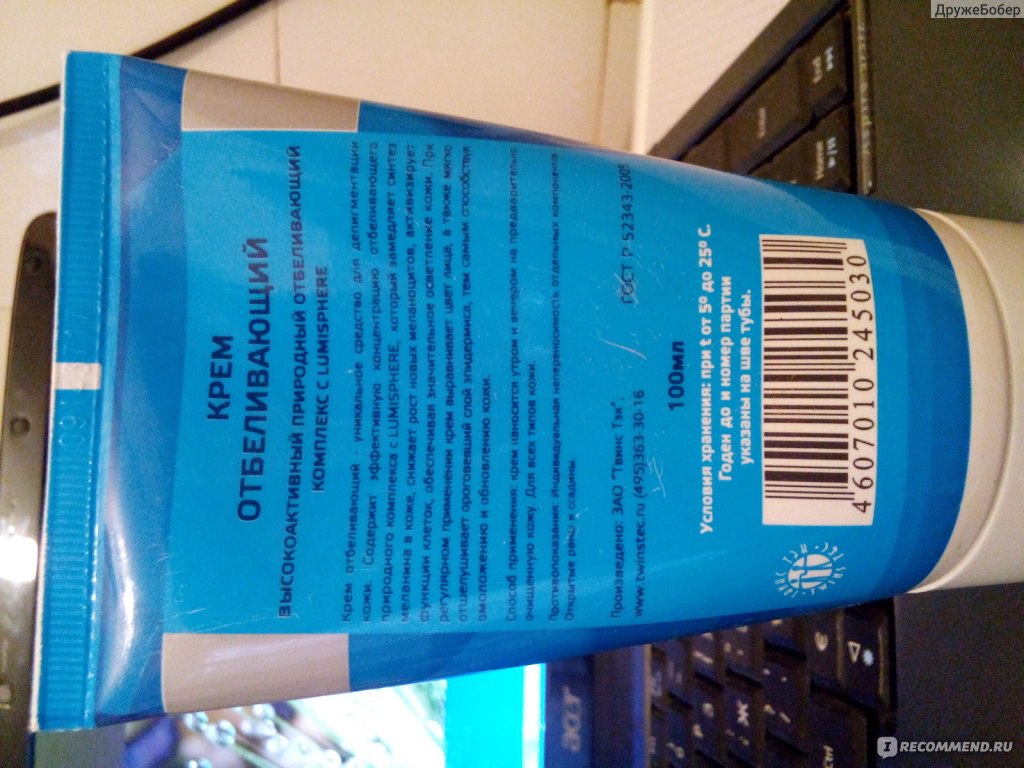 КРЕМ
ОТБЕЛИВАЮЩИЙ
ВЫСОКОАКТИВНЫЙ ПРИРОДНЫЙ ОТБЕЛИВАЮЩИЙ
КОМПЛЕКС С LUMISPHERE
Крем отбеливающий - уникальное средство для депигментации
кожи. Содержит эффективную концентрацию отбеливающего
природного комплекса с LUMISPHERE, который замедляет синтез
меланина в коже, снижает рост новых меланоцитов, активизирует
функции клеток, обеспечивая значительное осветление кожи. При
регулярном применении крем выравнивает цвет лица, а также мягко
отшелушивает ороговевший слой эпидермиса, тем самым способствуя
омоложению и обновлению кожи.
Способ применения: крем наносится утром и вечером на предварительно
очищенную кожу. Для всех типов кожи.
Противопоказания: Индивидуальная непереносимость отдельных компонентов
Открытые раны и ссадины.
Произведено: ЗАО "Твинс Тэк",
www.twinstec.ru (495)363-30-16
ГОСТ Р 52343-2005
100мл
Условия хранения: при t от 5º до 25º С.
Годен до и номер партии
указаны на шве тубы.
4 607010 245030
acer
End
Home
ДружеБобер
IRECOMMEND.RU